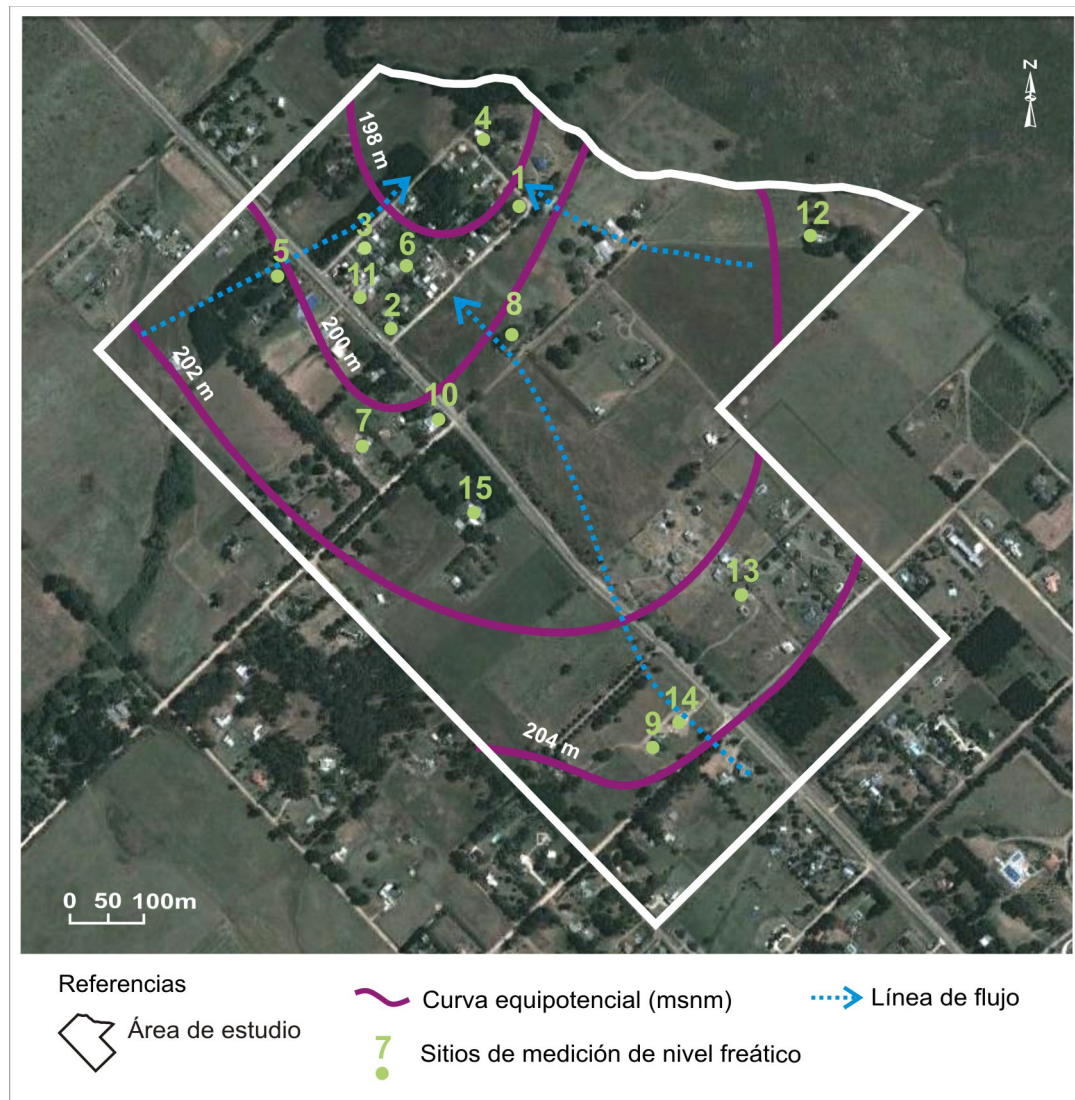 N
4
198 m
1
12
3
6
5
11
2
8
200 m
202 m
10
7
15
13
14
9
204 m
0 50 100m
Referencias
Área de estudio
Curva equipotencial (msnm)
Línea de flujo
7
Sitios de medición de nivel freático